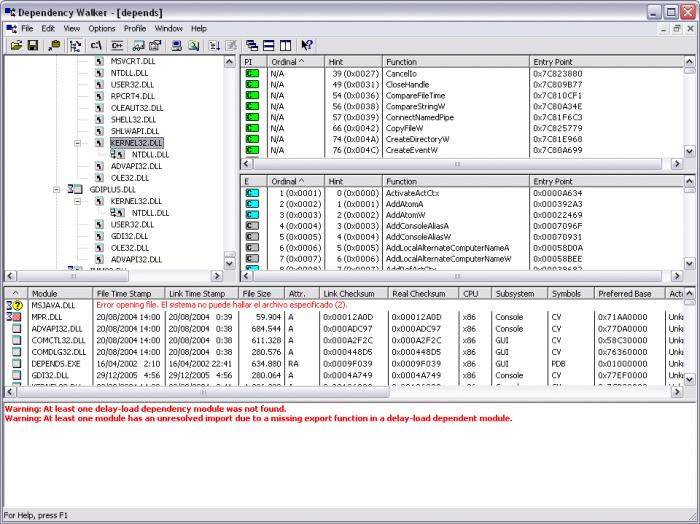 Dependency Walker - [depends]
File Edit View Options Profile Window Help
C:\ C++
MSVCRT.DLL
NTDLL.DLL
USER32.DLL
RPCRT4.DLL
OLEAUT32.DLL
SHELL32.DLL
SHLWAPI.DLL
KERNEL32.DLL
NTDLL.DLL
ADVAPI32.DLL
OLE32.DLL
GDIPLUS.DLL
KERNEL32.DLL
NTDLL.DLL
USER32.DLL
GDI32.DLL
OLE32.DLL
ADVAPI32.DLL
PI Ordinal ^ Hint Function Entry Point
C N/A 39 (0x0027) CancelIo 0x7C823880
C N/A 49 (0x0031) CloseHandle 0x7C809B77
C N/A 54 (0x0036) CompareFileTime 0x7C810CF1
C N/A 56 (0x0038) CompareStringW 0x7C80A34E
C N/A 57 (0x0039) ConnectNamedPipe 0x7C81F6C3
C N/A 66 (0x0042) CopyFileW 0x7C825779
C N/A 74 (0x004A) CreateDirectoryW 0x7C81E968
C N/A 76 (0x004C) CreateEventW 0x7C80A699
E Ordinal ^ Hint Function Entry Point
C 1 (0x0001) 0 (0x0000) ActivateActCtx 0x0000A634
C 2 (0x0002) 1 (0x0001) AddAtomA 0x000392A3
C 3 (0x0003) 2 (0x0002) AddAtomW 0x00022469
C 4 (0x0004) 3 (0x0003) AddConsoleAliasA 0x0007096F
C 5 (0x0005) 4 (0x0004) AddConsoleAliasW 0x00070931
C 6 (0x0006) 5 (0x0005) AddLocalAlternateComputerNameA 0x00058D0A
C 7 (0x0007) 6 (0x0006) AddLocalAlternateComputerNameW 0x00058BEE
^ Module File Time Stamp Link Time Stamp File Size Attr. Link Checksum Real Checksum CPU Subsystem Symbols Preferred Base Actu
MSJAVA.DLL Error opening file. El sistema no puede hallar el archivo especificado (2).
MPR.DLL 20/08/2004 14:00 20/08/2004 0:39 59.904 A 0x00012A0D 0x00012A0D x86 Console CV 0x71AA0000 Unkı
ADVAPI32.DLL 20/08/2004 14:00 20/08/2004 0:38 684.544 A 0x000ADC97 0x000ADC97 x86 Console CV 0x77DA0000
COMCTL32.DLL 20/08/2004 14:00 20/08/2004 0:38 611.328 A 0x000A2F2C 0x000A2F2C x86 GUI CV 0x58C30000
COMDLG32.DLL 20/08/2004 14:00 20/08/2004 0:38 280.576 A 0x000448D5 0x000448D5 x86 GUI CV 0x76360000
DEPENDS.EXE 16/04/2002 2:10 16/04/2002 22:41 634.880 RA 0x0009F039 0x0009F039 x86 GUI PDB 0x01000000
GDI32.DLL 29/12/2005 4:56 29/12/2005 4:56 280.064 A 0x0004A749 0x0004A749 x86 Console CV 0x77EF0000
Warning: At least one delay-load dependency module was not found.
Warning: At least one module has an unresolved import due to a missing export function in a delay-load dependent module.
For Help, press F1